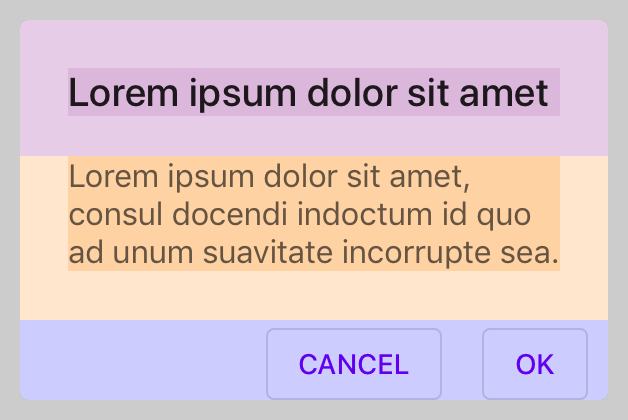 Lorem ipsum dolor sit amet
Lorem ipsum dolor sit amet,
consul docendi indoctum id quo
ad unum suavitate incorrupte sea.
CANCEL OK